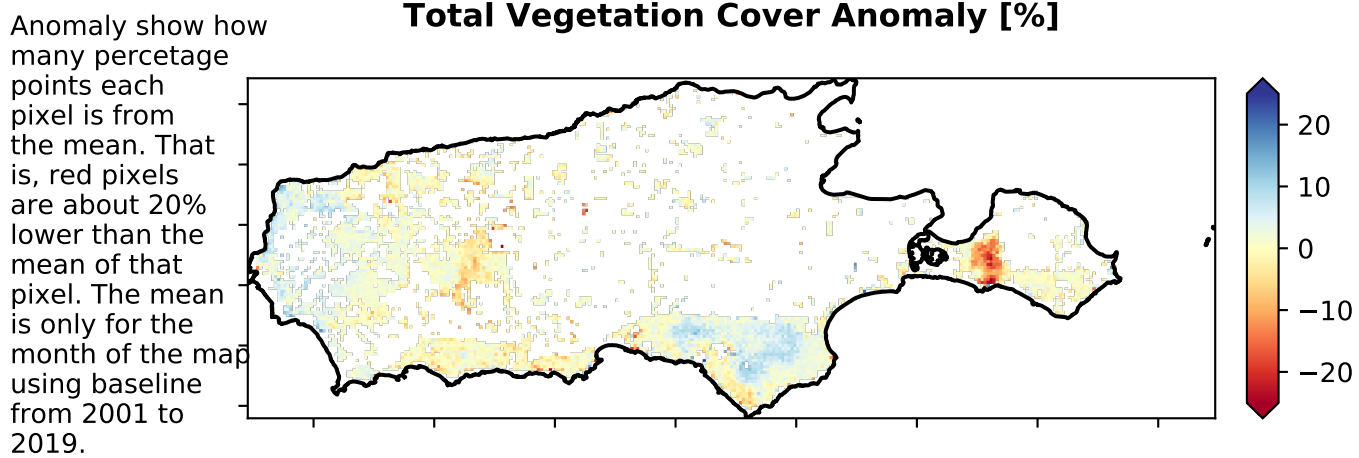 Total Vegetation Cover Anomaly [%]
Anomaly show how
many percetage
points each
pixel is from
the mean. That
is, red pixels
are about 20%
lower than the
mean of that
pixel. The mean
is only for the
month of the map
using baseline
from 2001 to
2019.
20
10
0
−10
−20